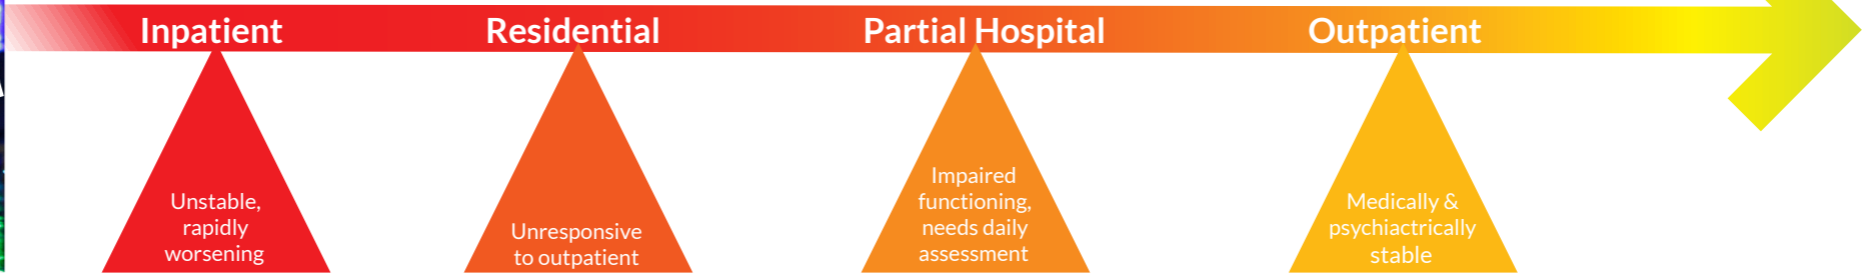 Inpatient
Residential
Partial Hospital
Outpatient
Unstable,
rapidly
worsening
Unresponsive
to outpatient
Impaired
functioning,
needs daily
assessment
Medically &
psychiactrically
stable